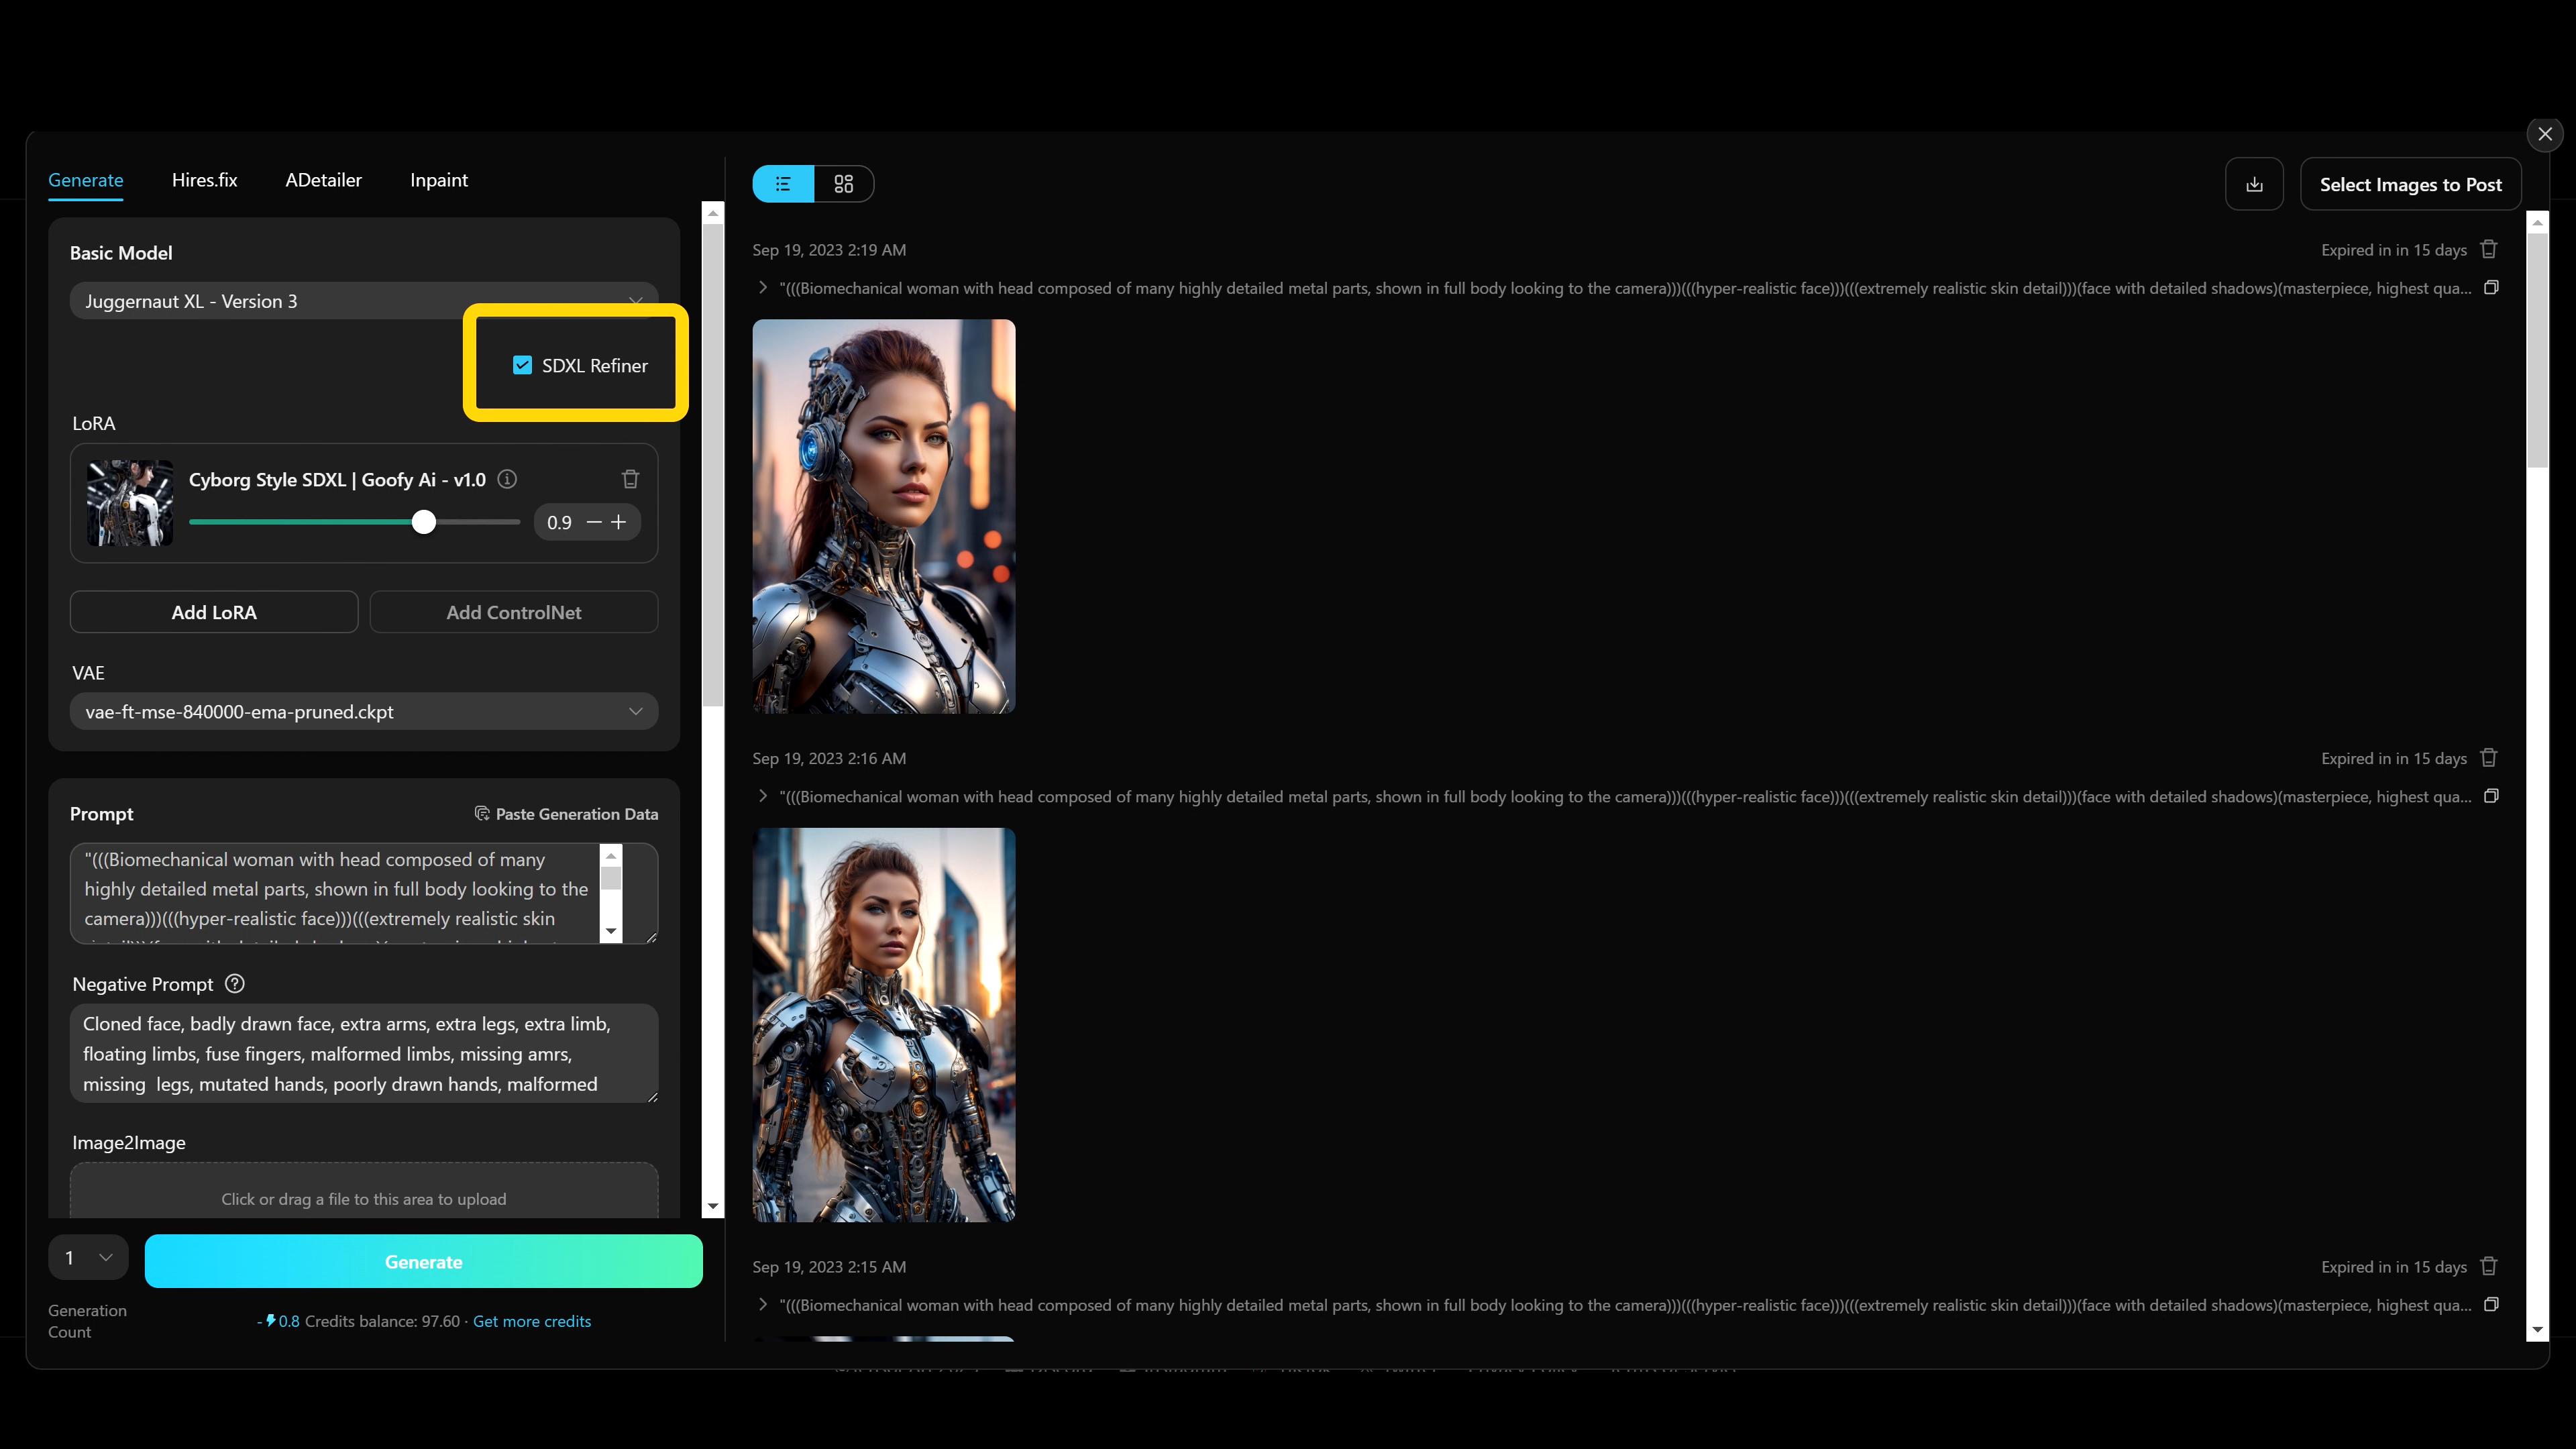 Generate Hires.fix ADetailer Inpaint
Basic Model
Juggernaut XL - Version 3
SDXL Refiner
LoRA
Cyborg Style SDXL | Goofy Ai - v1.0
0.9
Add LoRA Add ControlNet
VAE
vae-ft-mse-840000-ema-pruned.ckpt
Prompt Paste Generation Data
"(((Biomechanical woman with head composed of many
highly detailed metal parts, shown in full body looking to the
camera)))(((hyper-realistic face)))(((extremely realistic skin
Negative Prompt
Cloned face, badly drawn face, extra arms, extra legs, extra limb,
floating limbs, fuse fingers, malformed limbs, missing amrs,
missing  legs, mutated hands, poorly drawn hands, malformed
Image2Image
Click or drag a file to this area to upload
1
Generate
Generation
Count
- 0.8 Credits balance: 97.60 · Get more credits
Select Images to Post
Sep 19, 2023 2:19 AM Expired in in 15 days
"(((Biomechanical woman with head composed of many highly detailed metal parts, shown in full body looking to the camera)))(((hyper-realistic face)))(((extremely realistic skin detail)))(face with detailed shadows)(masterpiece, highest qua...
Sep 19, 2023 2:16 AM Expired in in 15 days
"(((Biomechanical woman with head composed of many highly detailed metal parts, shown in full body looking to the camera)))(((hyper-realistic face)))(((extremely realistic skin detail)))(face with detailed shadows)(masterpiece, highest qua...
Sep 19, 2023 2:15 AM Expired in in 15 days
"(((Biomechanical woman with head composed of many highly detailed metal parts, shown in full body looking to the camera)))(((hyper-realistic face)))(((extremely realistic skin detail)))(face with detailed shadows)(masterpiece, highest qua...